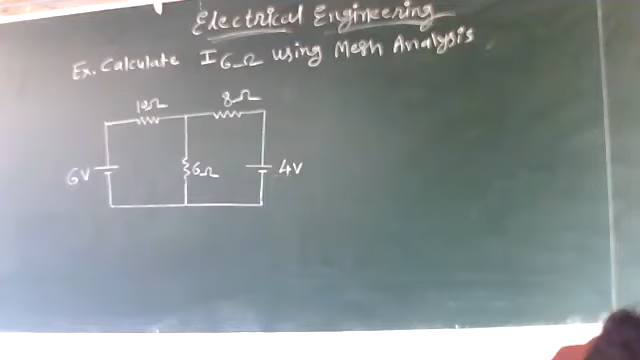 Electrical Engineering
Ex. Calculate I6Ω using Mesh Analysis.
10Ω 8Ω
6V 6Ω 4V